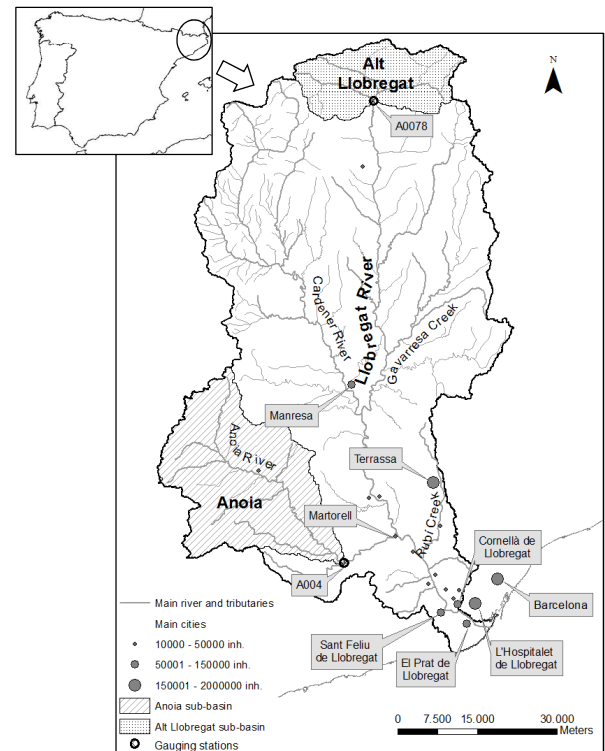 Alt
Llobregat
N
A0078
Cardener River
Llobregat River
Gavarresa Creek
Manresa
Anoia River
Terrassa
Anoia
Martorell
Rubí Creek
Cornellà de
Llobregat
A004
Barcelona
Sant Feliu
de Llobregat
El Prat de
Llobregat
L'Hospitalet
de Llobregat
Main river and tributaries
Main cities
10000 - 50000 inh.
50001 - 150000 inh.
150001 - 2000000 inh.
Anoia sub-basin
Alt Llobregat sub-basin
Gauging stations
0 7.500 15.000 30.000
Meters